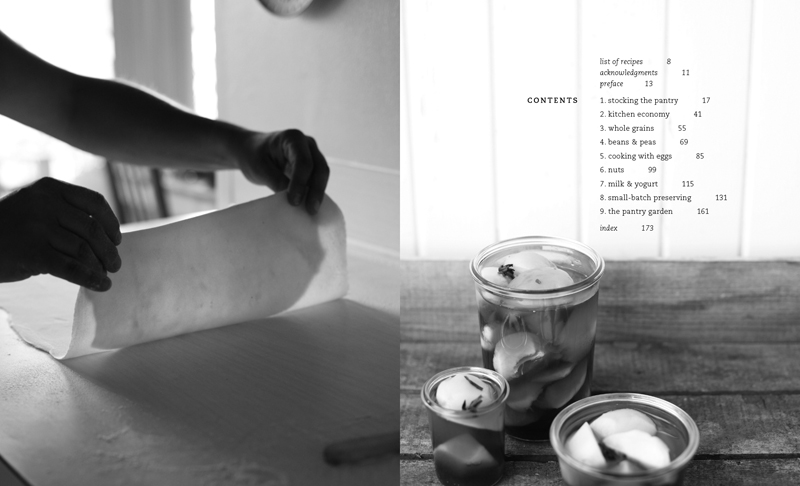 list of recipes 8
acknowledgments 11
preface 13
CONTENTS
1. stocking the pantry 17
2. kitchen economy 41
3. whole grains 55
4. beans & peas 69
5. cooking with eggs 85
6. nuts 99
7. milk & yogurt 115
8. small-batch preserving 131
9. the pantry garden 161
index 173